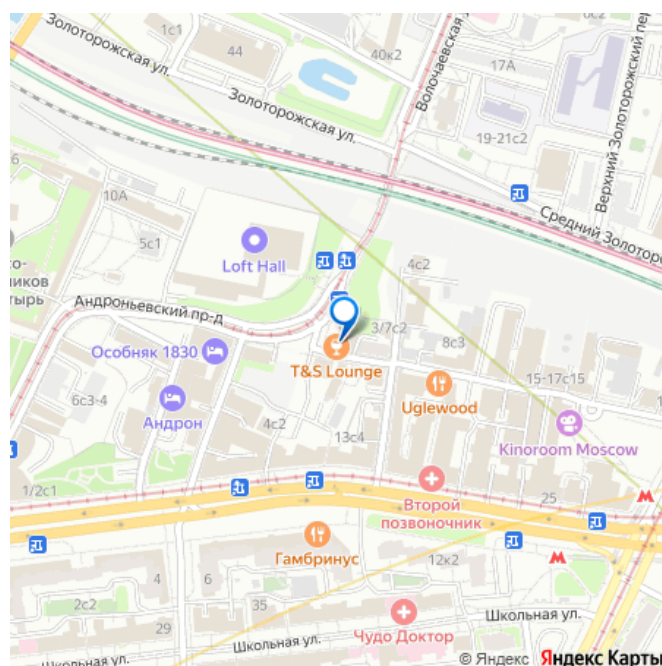 6с2
Золоторожская ул.
1с1
44
40к2
17А
Волочаевская
Верхний Золоторожский пер
Золоторожская ул.
19-21с2
10А
Средний Золоторож
5с1
Loft Hall
4с2
Андроньевский пр-д
3/7с2
8с3
Особняк 1830
T&S Lounge
15-17с15
6с3-4
Андрон
Uglewood
4с2
13с4
Kinoroom Moscow
1/2с1
25
Второй
позвоночник
Гамбринус
12к2
4
6
2с2
35
29
Школьная ул.
Чудо Доктор
Школьная ул.
© Яндекс Яндекс Карты